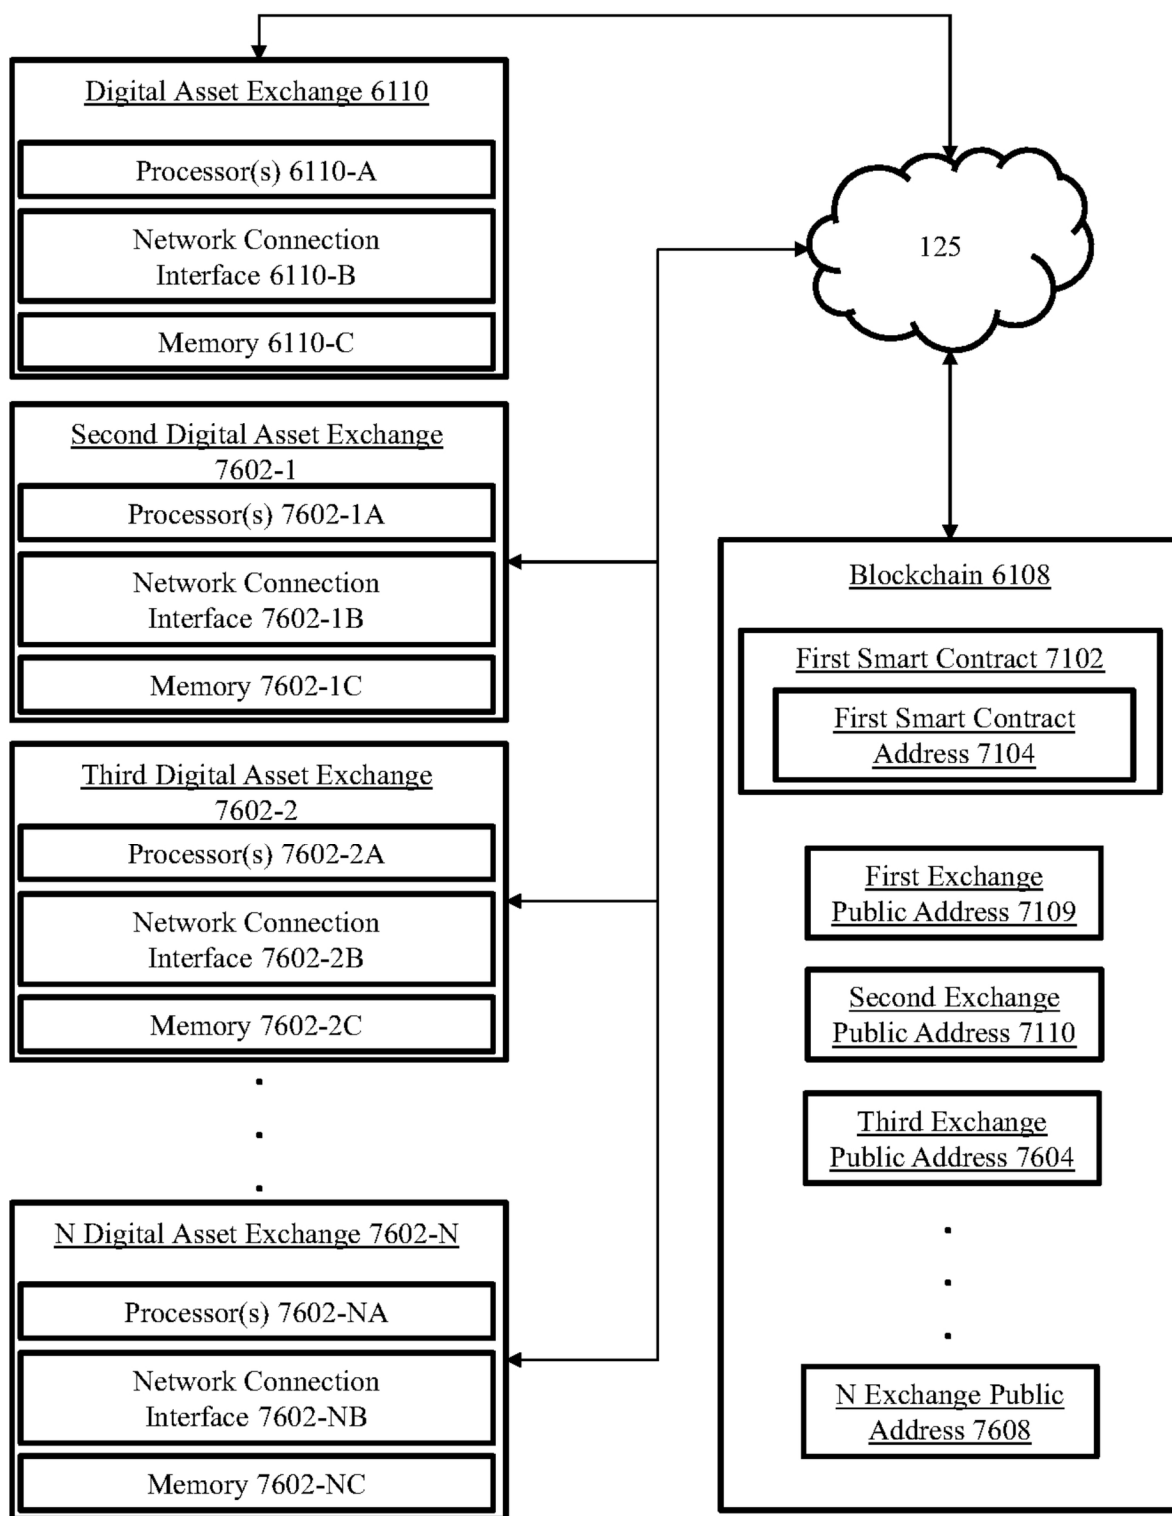 Digital Asset Exchange 6110
Processor(s) 6110-A
Network Connection
Interface 6110-B
Memory 6110-C
Second Digital Asset Exchange
7602-1
Processor(s) 7602-1A
Network Connection
Interface 7602-1B
Memory 7602-1C
Third Digital Asset Exchange
7602-2
Processor(s) 7602-2A
Network Connection
Interface 7602-2B
Memory 7602-2C
N Digital Asset Exchange 7602-N
Processor(s) 7602-NA
Network Connection
Interface 7602-NB
Memory 7602-NC
125
Blockchain 6108
First Smart Contract 7102
First Smart Contract
Address 7104
First Exchange
Public Address 7109
Second Exchange
Public Address 7110
Third Exchange
Public Address 7604
N Exchange Public
Address 7608